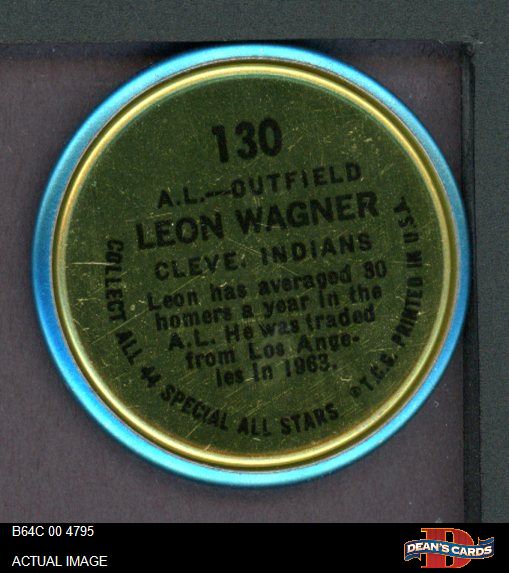 130
A.L.—OUTFIELD
LEON WAGNER
CLEVE. INDIANS
Leon has averaged 30
homers a year in the
A.L. He was traded
from Los Ange-
les in 1963.
COLLECT ALL 44 SPECIAL ALL STARS
©T.C.G. PRINTED IN U.S.A.
B64C 00 4795
ACTUAL IMAGE
D
DEAN'S CARDS